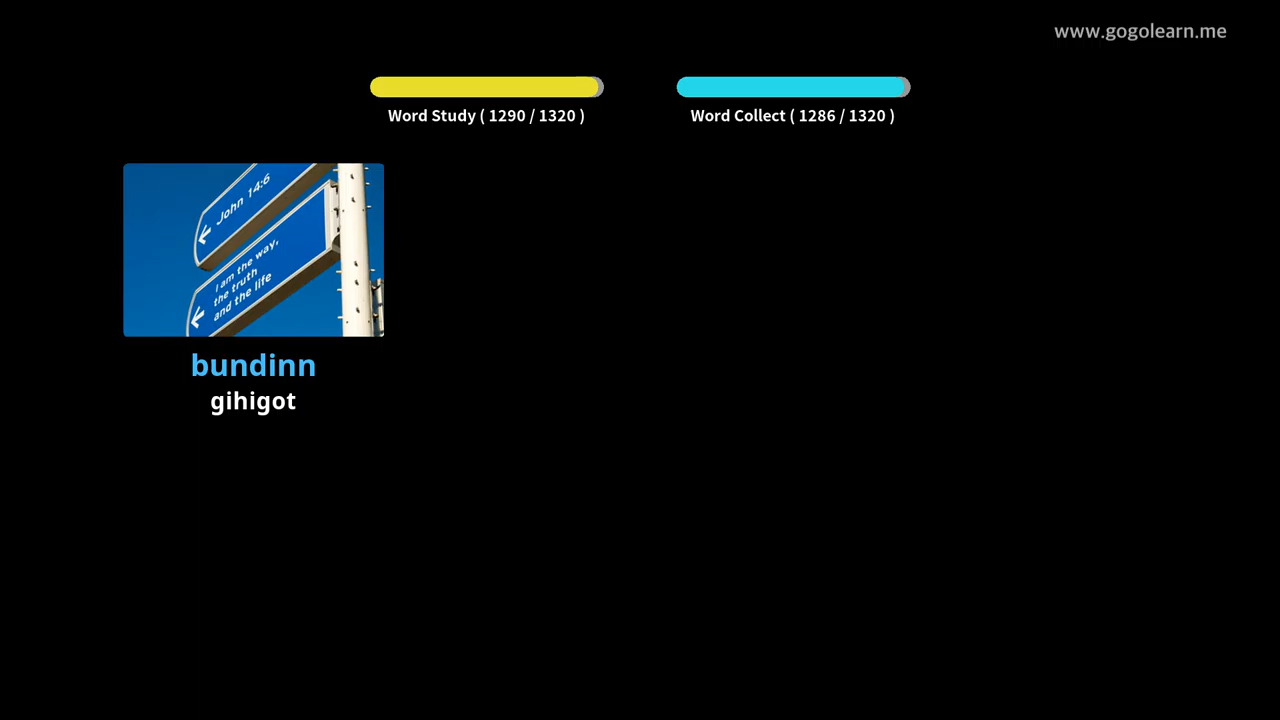 www.gogolearn.me
Word Study ( 1290 / 1320 )
Word Collect ( 1286 / 1320 )
John 14:6
I am the way,
the truth
and the life
bundinn
gihigot